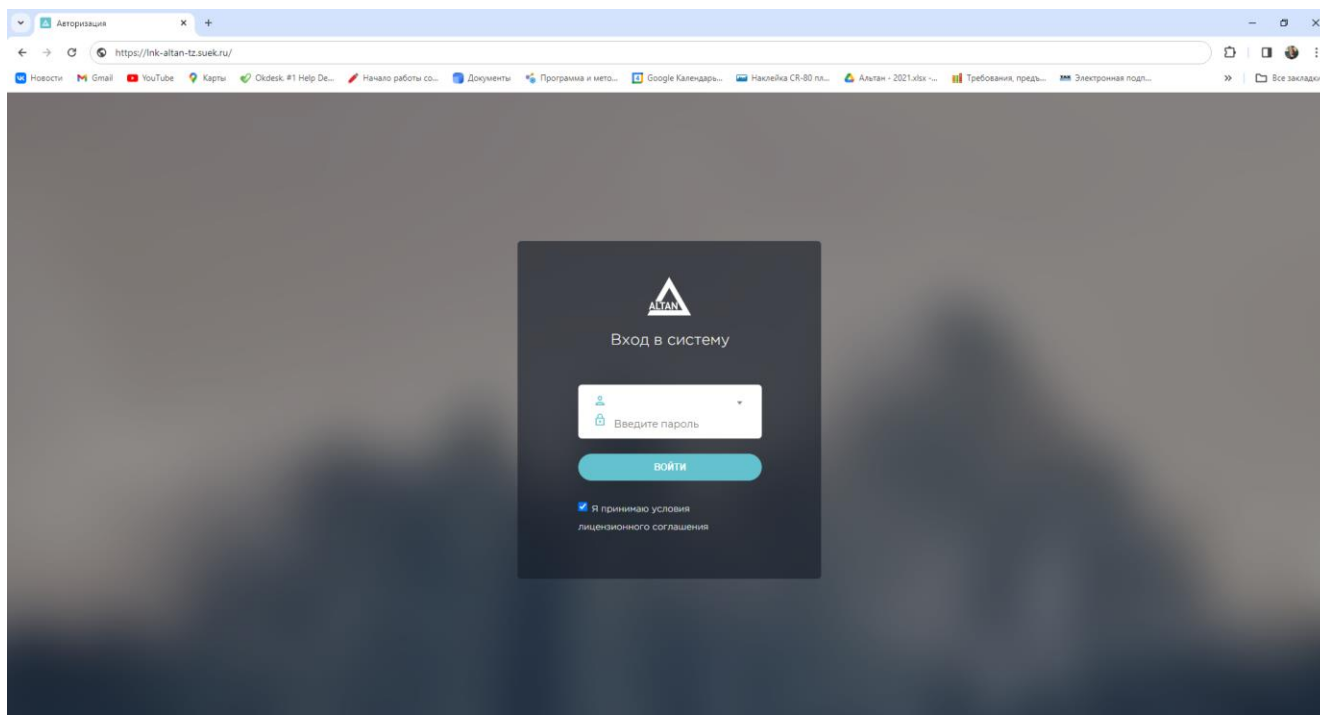 Авторизация
https://lnk-altan-tz.suek.ru/
Новости Gmail YouTube Карты Okdesk, #1 Help De... Начало работы со... Документы Программа и мето... Google Календарь... Наклейка CR-80 пл... Альтан - 2021.xlsx -... Требования, предъ... Электронная подп... Все закладки
ALTAN
Вход в систему
Введите пароль
ВОЙТИ
Я принимаю условия
лицензионного соглашения